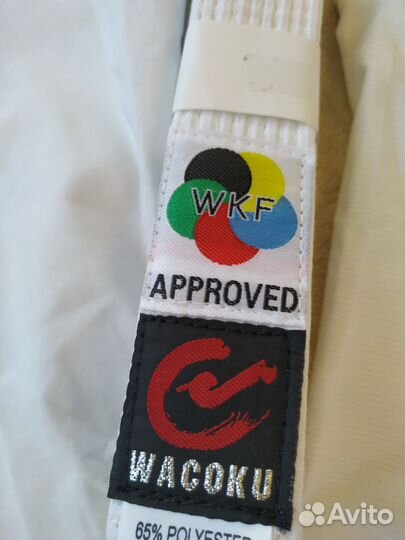 WKF
APPROVED
WACOKU
65% POLYESTER
Avito